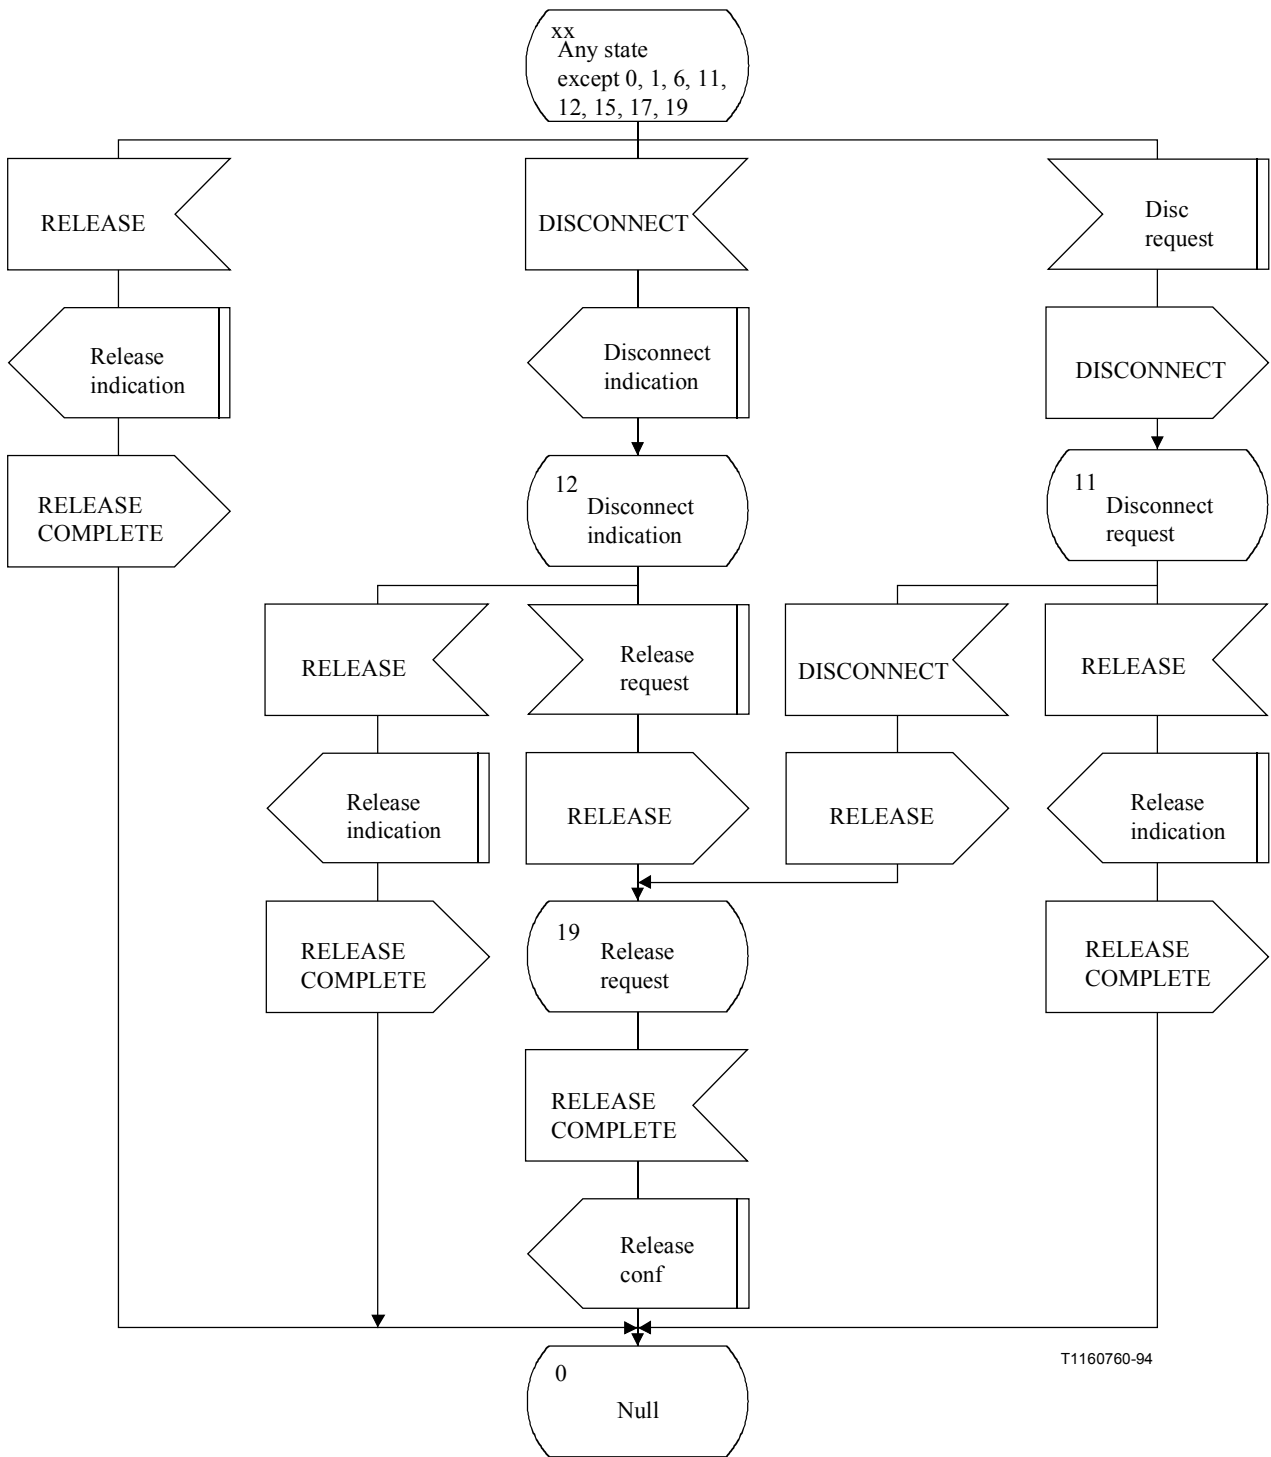 xx
Any state
except 0, 1, 6, 11,
12, 15, 17, 19
RELEASE
DISCONNECT
Disc
request
Release
indication
Disconnect
indication
DISCONNECT
RELEASE
COMPLETE
12
Disconnect
indication
11
Disconnect
request
RELEASE
Release
request
DISCONNECT
RELEASE
Release
indication
RELEASE
RELEASE
Release
indication
RELEASE
COMPLETE
19
Release
request
RELEASE
COMPLETE
RELEASE
COMPLETE
Release
conf
T1160760-94
0
Null